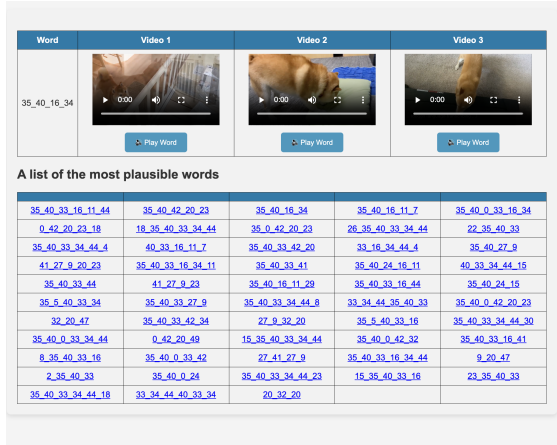 Word Video 1 Video 2 Video 3
35_40_16_34
0:00 0:00 0:00
Play Word Play Word Play Word
A list of the most plausible words
35_40_33_16_11_44 35_40_42_20_23 35_40_16_34 35_40_16_11_7 35_40_0_33_16_34
0_42_20_23_18 18_35_40_33_34_44 35_0_42_20_23 26_35_40_33_34_44 22_35_40_33
35_40_33_34_44_4 40_33_16_11_7 35_40_33_42_20 33_16_34_44_4 35_40_27_9
41_27_9_20_23 35_40_33_16_34_11 35_40_33_41 35_40_24_16_11 40_33_34_44_15
35_40_33_44 41_27_9_23 35_40_16_11_29 35_40_33_16_44 35_40_24_15
35_5_40_33_34 35_40_33_27_9 35_40_33_34_44_8 33_34_44_35_40_33 35_40_0_42_20_23
32_20_47 35_40_33_42_34 27_9_32_20 35_5_40_33_16 35_40_33_34_44_30
35_40_0_33_34_44 0_42_20_49 15_35_40_33_34_44 35_40_0_42_32 35_40_33_16_41
8_35_40_33_16 35_40_0_33_42 27_41_27_9 35_40_33_16_34_44 9_20_47
2_35_40_33 35_40_0_24 35_40_33_34_44_23 15_35_40_33_16 23_35_40_33
35_40_33_34_44_18 33_34_44_40_33_34 20_32_20